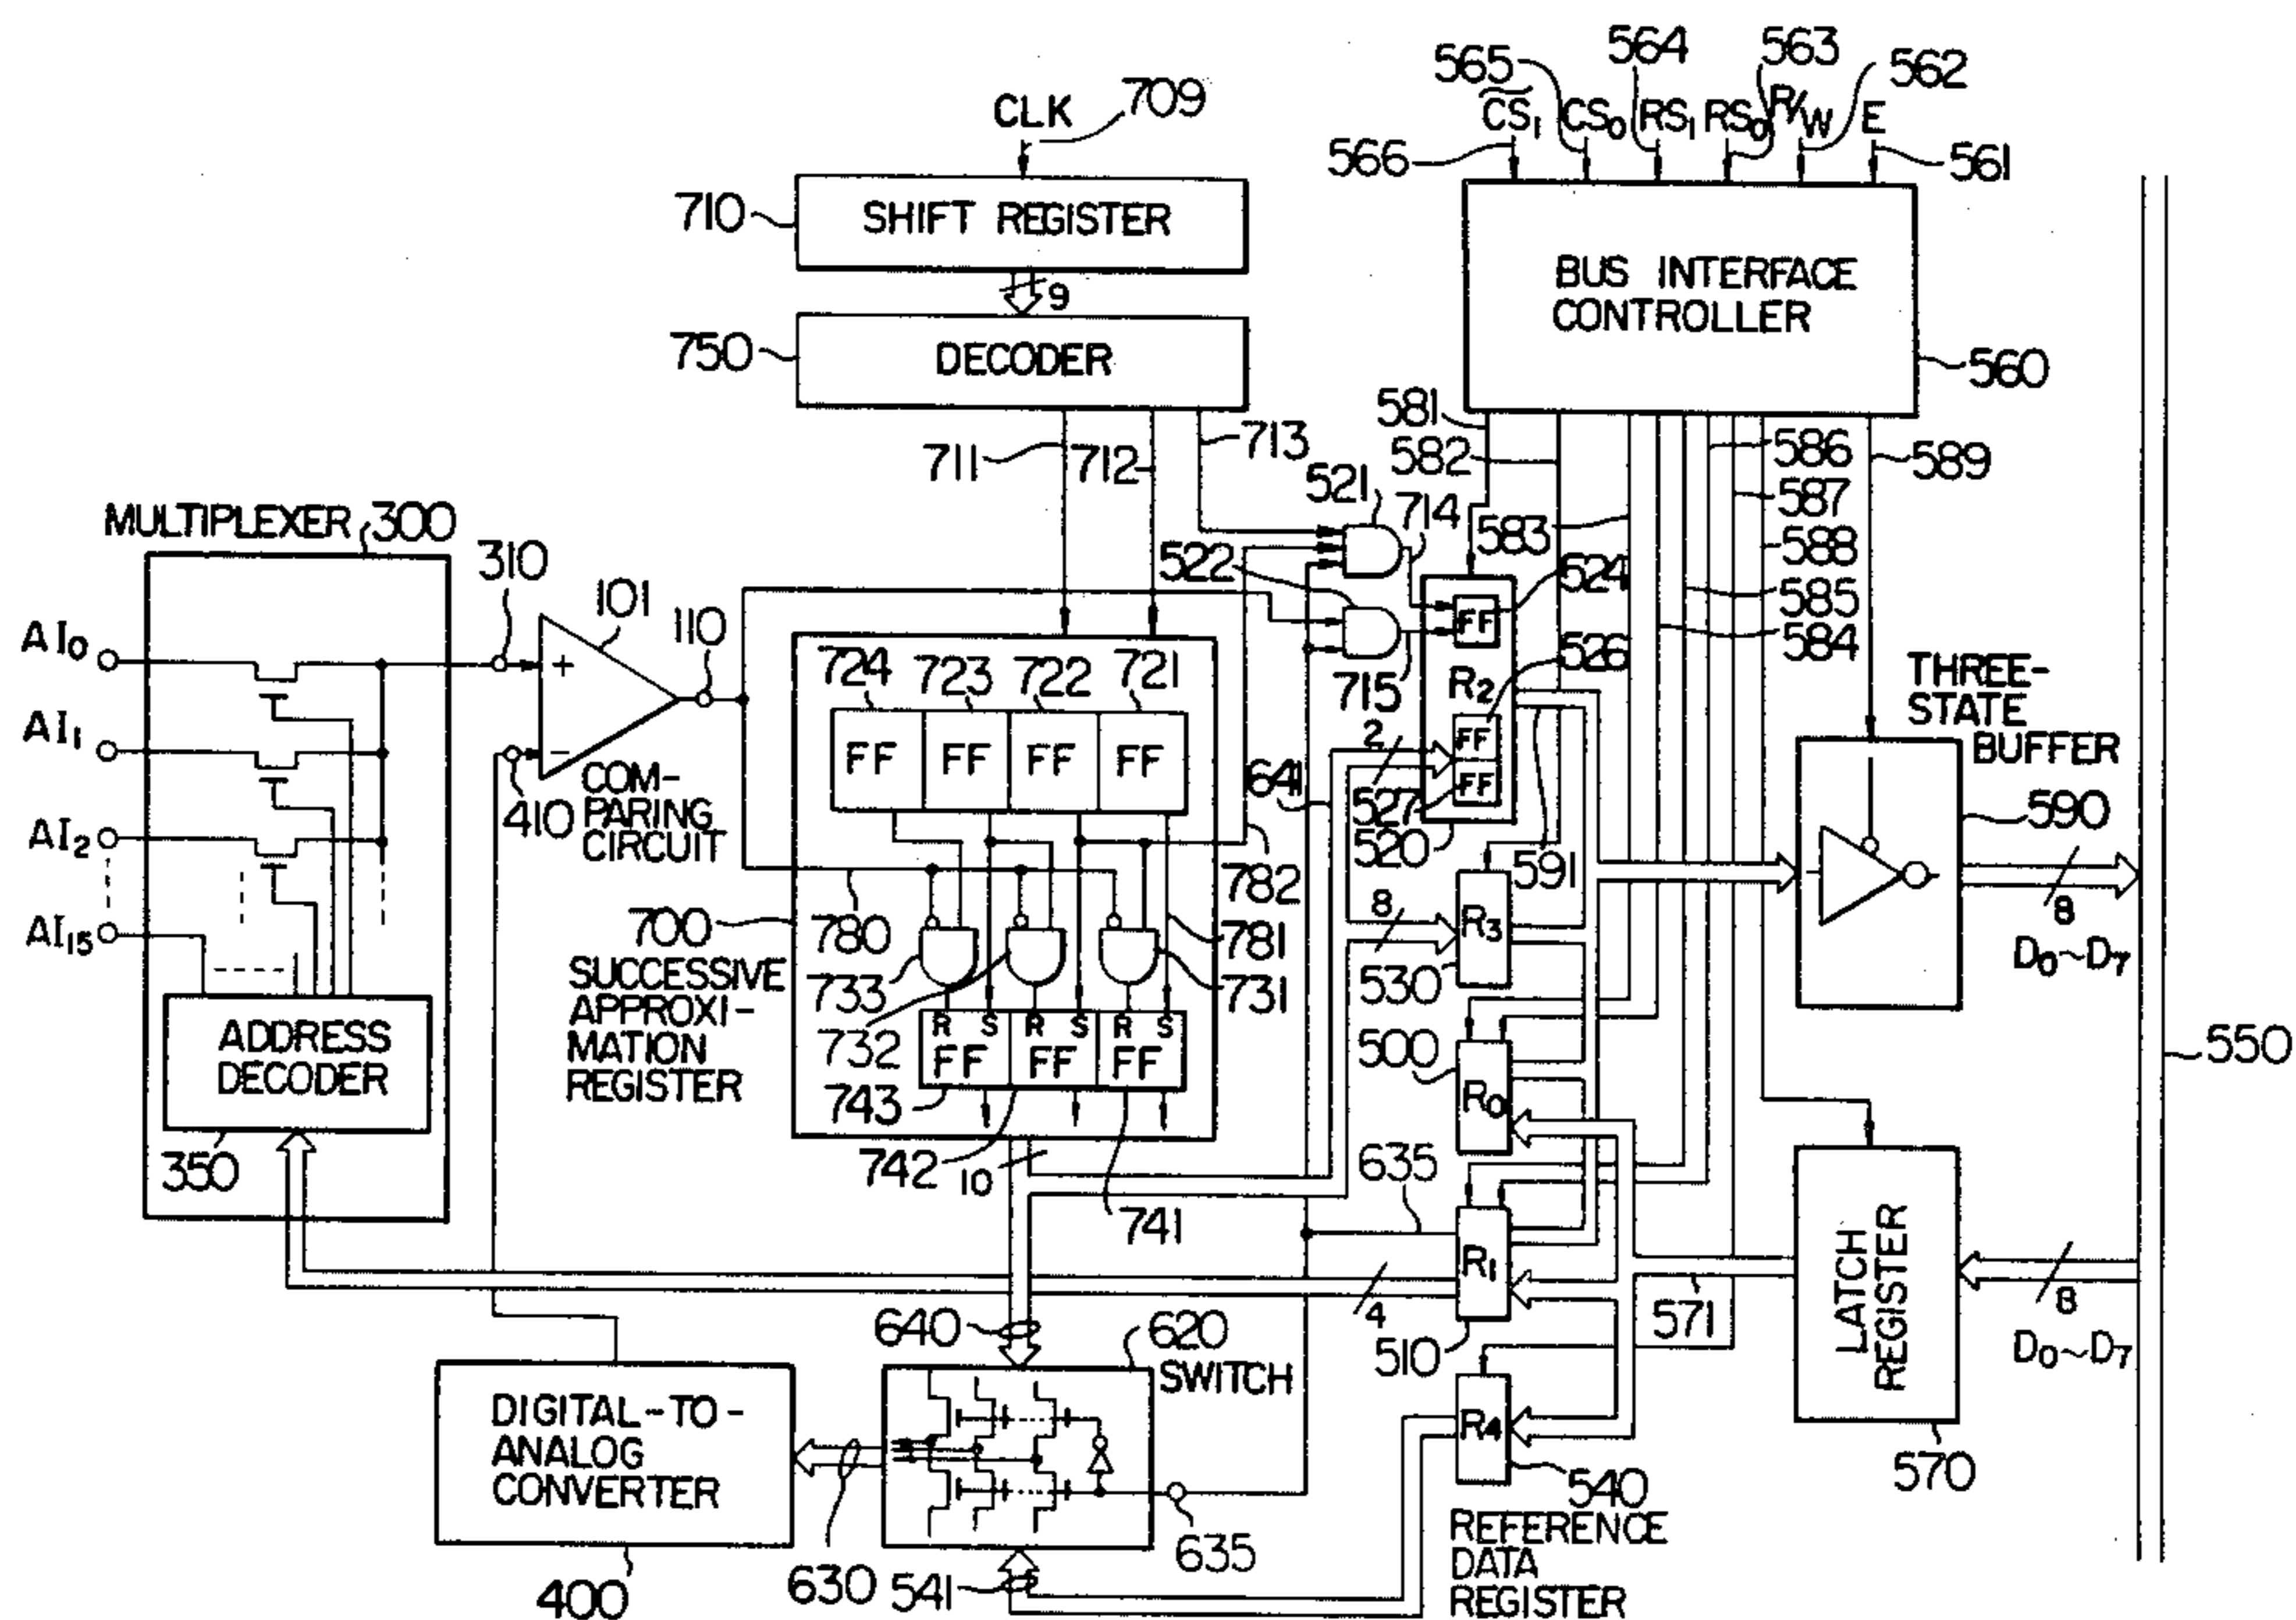 CLK
709
565
564
563
562
CS1
CS0
RS1
RS0
R/W
E
566
561
710
SHIFT REGISTER
9
750
DECODER
BUS INTERFACE
CONTROLLER
560
711
712
713
581
582
586
589
587
583
588
585
584
521
714
522
524
526
715
MULTIPLEXER
300
310
101
110
AI0
AI1
AI2
AI15
+
−
410
COM-
PARING
CIRCUIT
724
723
722
721
FF
FF
FF
FF
FF
R2
FF
FF
2
641
527
520
591
782
THREE-
STATE
BUFFER
590
8
D0~D7
700
780
781
SUCCESSIVE
APPROXI-
MATION
REGISTER
733
732
731
R
S
R
S
R
S
FF
FF
FF
743
742
741
10
8
R3
530
500
R0
550
ADDRESS
DECODER
350
635
R1
510
4
571
LATCH
REGISTER
8
D0~D7
570
640
620
SWITCH
R4
540
REFERENCE
DATA
REGISTER
DIGITAL-TO-
ANALOG
CONVERTER
400
630
541
635